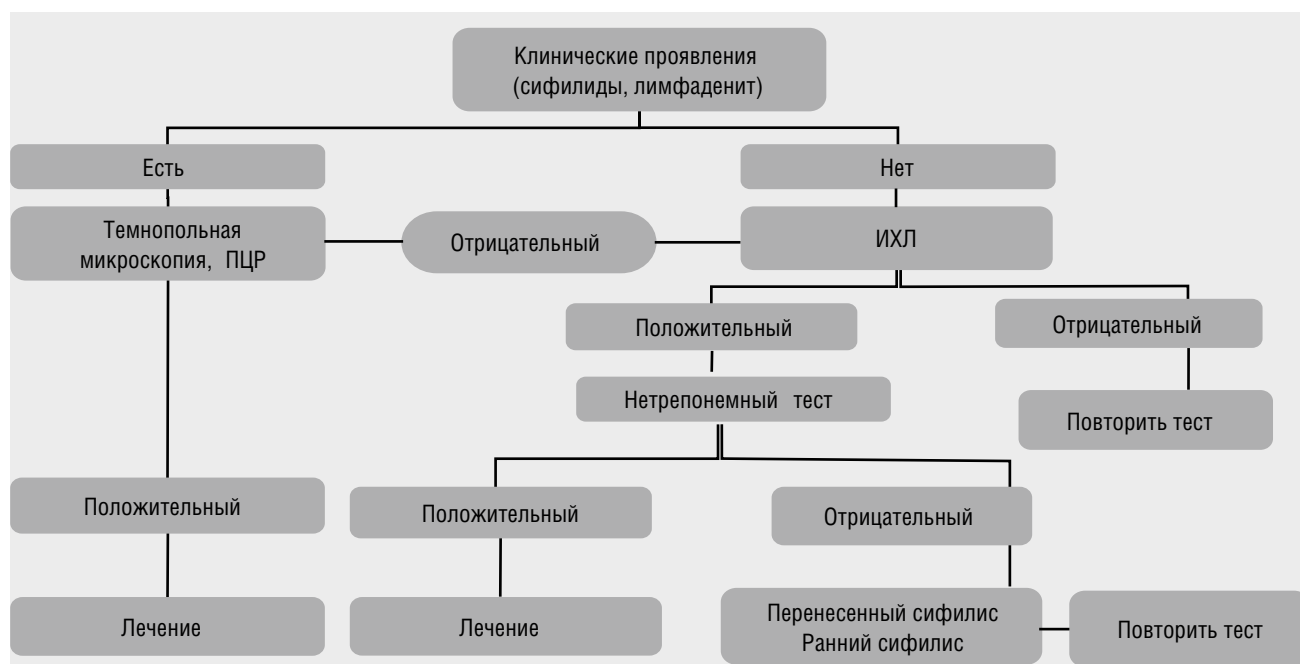 Клинические проявления
(сифилиды, лимфаденит)
Есть
Нет
Темнопольная
микроскопия, ПЦР
Отрицательный
ИХЛ
Положительный
Отрицательный
Нетрепонемный тест
Повторить тест
Положительный
Положительный
Отрицательный
Лечение
Лечение
Перенесенный сифилис
Ранний сифилис
Повторить тест